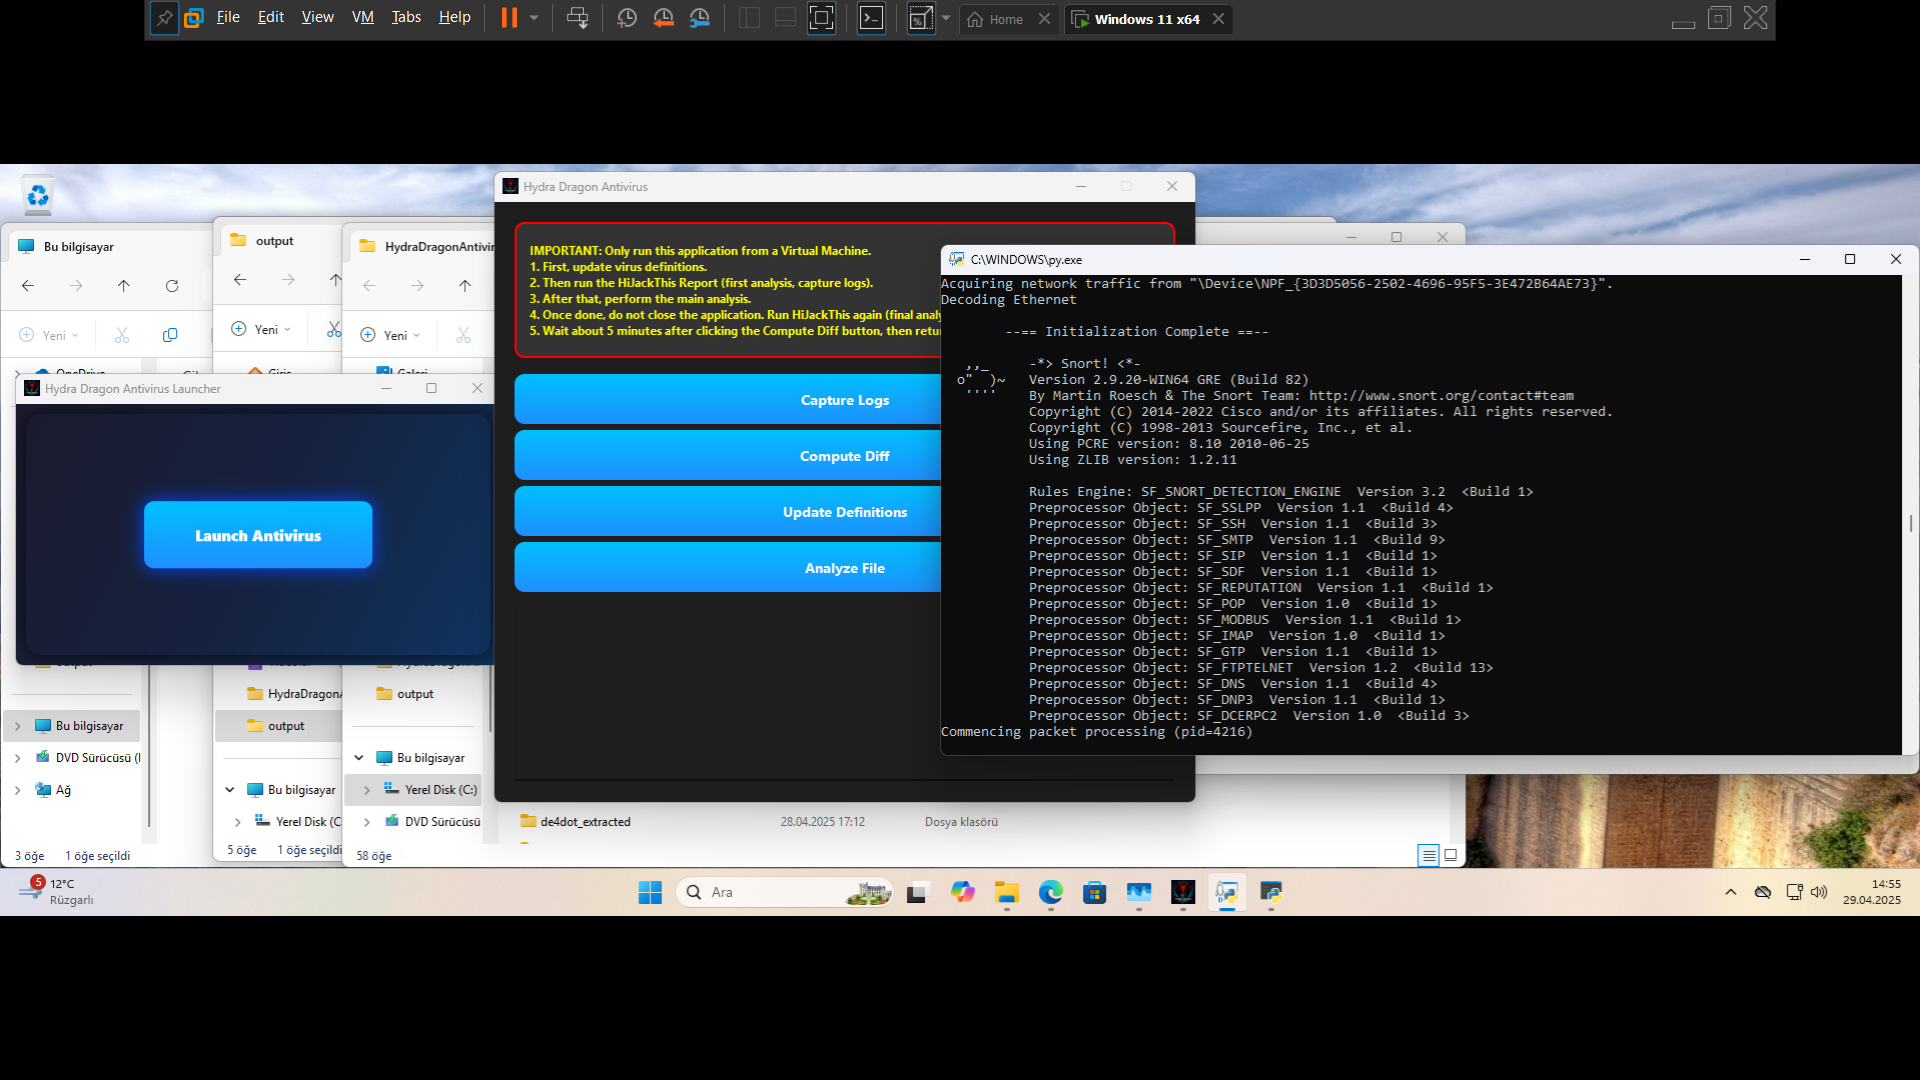 File Edit View VM Tabs Help
Home
Windows 11 x64
Hydra Dragon Antivirus
IMPORTANT: Only run this application from a Virtual Machine.
1. First, update virus definitions.
2. Then run the HiJackThis Report (first analysis, capture logs).
3. After that, perform the main analysis.
4. Once done, do not close the application. Run HiJackThis again (final
5. Wait about 5 minutes after clicking the Compute Diff button, then
Capture Logs
Compute Diff
Update Definitions
Analyze File
Bu bilgisayar
output
Yeni
Yeni
Yeni
Hydra Dragon Antivirus Launcher
Launch Antivirus
output
output
Bu bilgisayar
DVD Sürücüsü
Ağ
3 öğe 1 öğe seçildi
Bu bilgisayar
Yerel Disk
5 öğe 1 öğe seçildi
Bu bilgisayar
Yerel Disk (C:)
DVD Sürücüsü
58 öğe
de4dot_extracted 28.04.2025 17:12 Dosya klasörü
C:\WINDOWS\py.exe
Acquiring network traffic from "\Device\NPF_{3D3D5056-2502-4696-95F5-3E472B64AE73}".
Decoding Ethernet
--== Initialization Complete ==--
,,_ -*> Snort! <*-
o" )~ Version 2.9.20-WIN64 GRE (Build 82)
'''' By Martin Roesch & The Snort Team: http://www.snort.org/contact#team
Copyright (C) 2014-2022 Cisco and/or its affiliates. All rights reserved.
Copyright (C) 1998-2013 Sourcefire, Inc., et al.
Using PCRE version: 8.10 2010-06-25
Using ZLIB version: 1.2.11
Rules Engine: SF_SNORT_DETECTION_ENGINE Version 3.2 <Build 1>
Preprocessor Object: SF_SSLPP Version 1.1 <Build 4>
Preprocessor Object: SF_SSH Version 1.1 <Build 3>
Preprocessor Object: SF_SMTP Version 1.1 <Build 9>
Preprocessor Object: SF_SIP Version 1.1 <Build 1>
Preprocessor Object: SF_SDF Version 1.1 <Build 1>
Preprocessor Object: SF_REPUTATION Version 1.1 <Build 1>
Preprocessor Object: SF_POP Version 1.0 <Build 1>
Preprocessor Object: SF_MODBUS Version 1.1 <Build 1>
Preprocessor Object: SF_IMAP Version 1.0 <Build 1>
Preprocessor Object: SF_GTP Version 1.1 <Build 1>
Preprocessor Object: SF_FTPTELNET Version 1.2 <Build 13>
Preprocessor Object: SF_DNS Version 1.1 <Build 4>
Preprocessor Object: SF_DNP3 Version 1.1 <Build 1>
Preprocessor Object: SF_DCERPC2 Version 1.0 <Build 3>
Commencing packet processing (pid=4216)
5
12°C
Rüzgarlı
Ara
14:55
29.04.2025